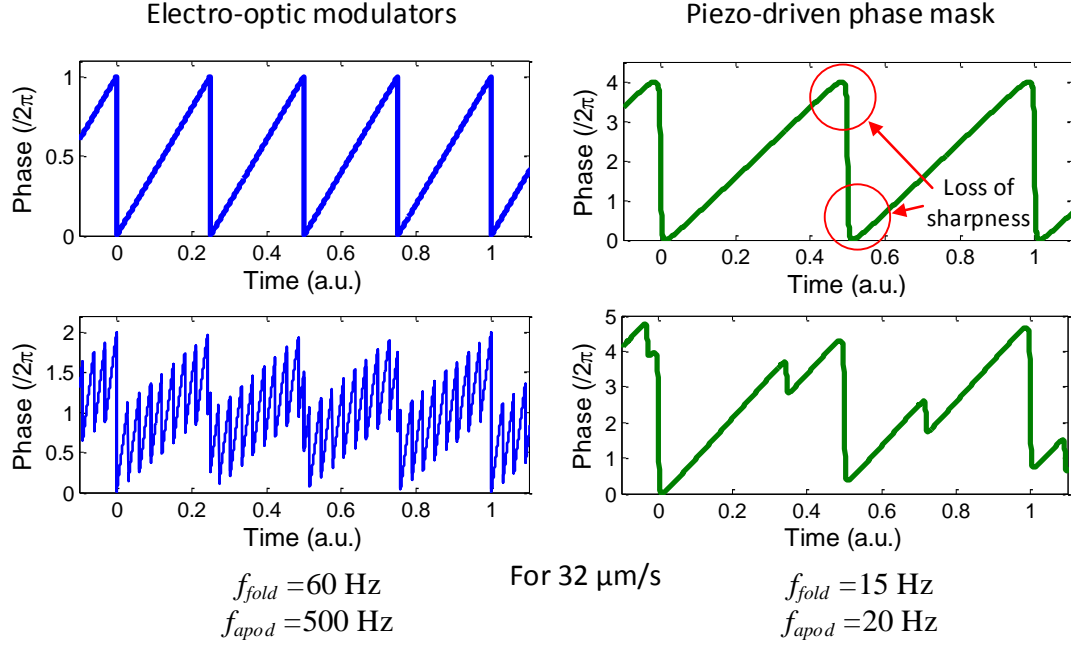 Electro-optic modulators
Piezo-driven phase mask
Phase (/2π)
1
0.5
0
0 0.2 0.4 0.6 0.8 1
Time (a.u.)
Phase (/2π)
4
3
2
1
0
0 0.2 0.4 0.6 0.8 1
Time (a.u.)
Loss of
sharpness
Phase (/2π)
2
1.5
1
0.5
0
0 0.2 0.4 0.6 0.8 1
Time (a.u.)
Phase (/2π)
5
4
3
2
1
0
0 0.2 0.4 0.6 0.8 1
Time (a.u.)
f_fold =60 Hz
f_apod =500 Hz
For 32 μm/s
f_fold =15 Hz
f_apod =20 Hz